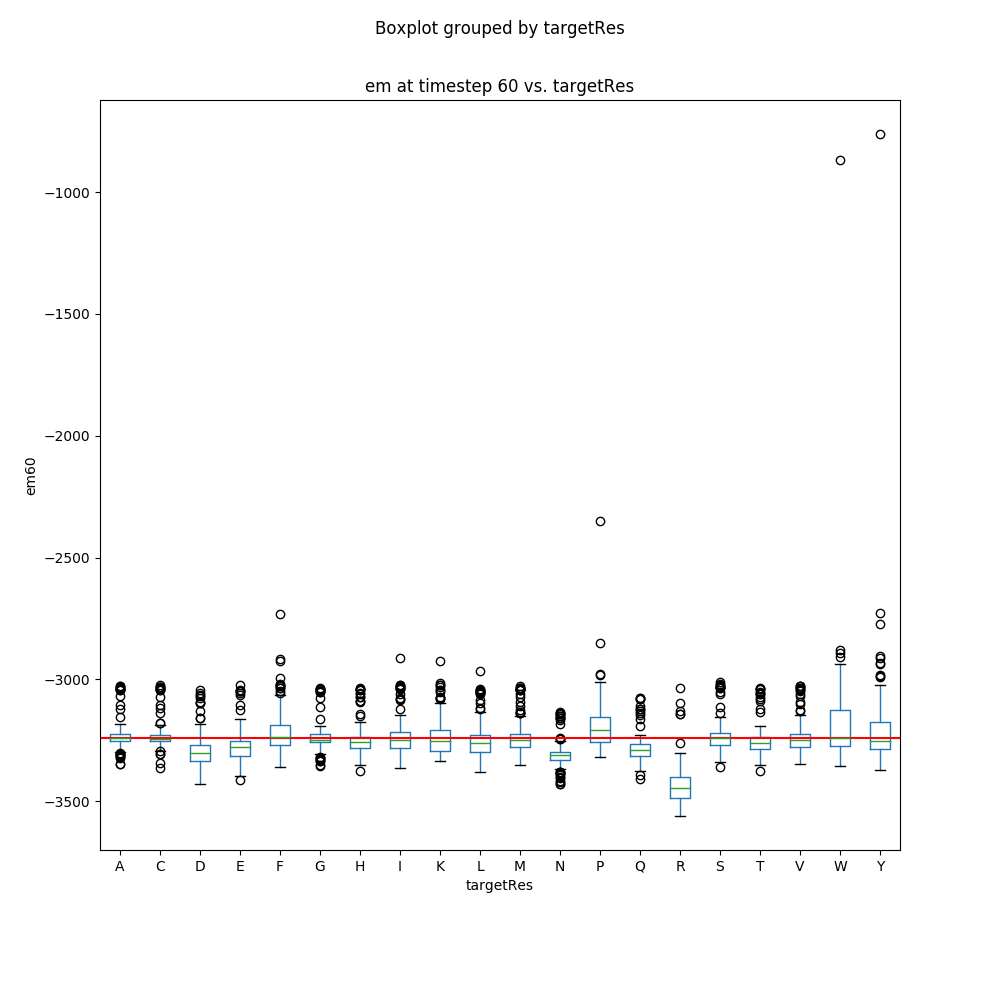 Boxplot grouped by targetRes
em at timestep 60 vs. targetRes
−1000
−1500
−2000
−2500
−3000
−3500
em60
A C D E F G H I K L M N P Q R S T V W Y
targetRes